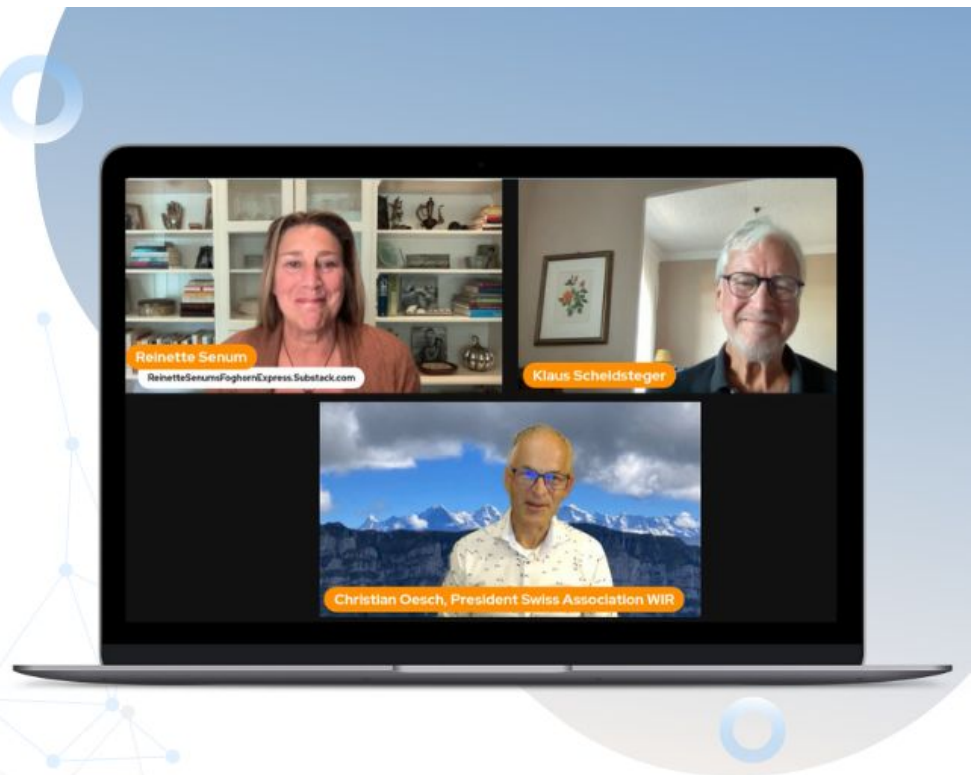 Reinette Senum
ReinetteSenumsFoghornExpress.Substack.com
Klaus Scheidsteger
Christian Oesch, President Swiss Association WIR